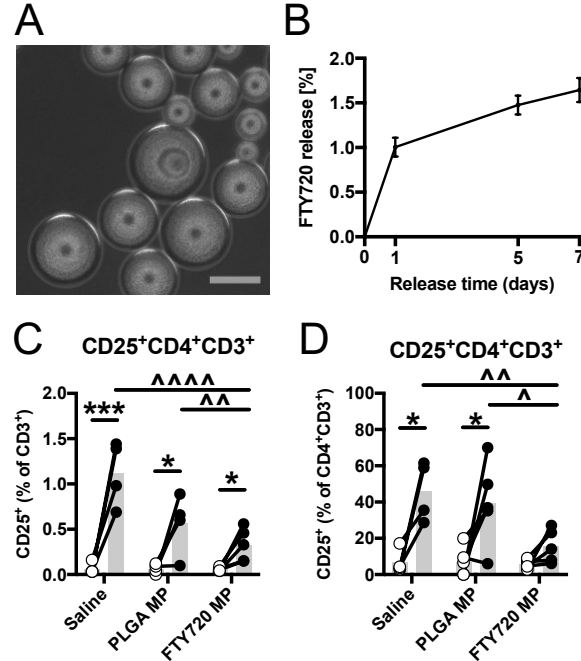 A
B
FTY720 release [%]
2.0
1.5
1.0
0.5
0.0
0
1
5
7
Release time (days)
C
CD25⁺CD4⁺CD3⁺
CD25⁺ (% of CD3⁺)
2.0
1.5
1.0
0.5
0.0
^^^^
^^
***
*
*
Saline
PLGA MP
FTY720 MP
D
CD25⁺CD4⁺CD3⁺
CD25⁺ (% of CD4⁺CD3⁺)
100
80
60
40
20
0
^^
^
*
*
Saline
PLGA MP
FTY720 MP